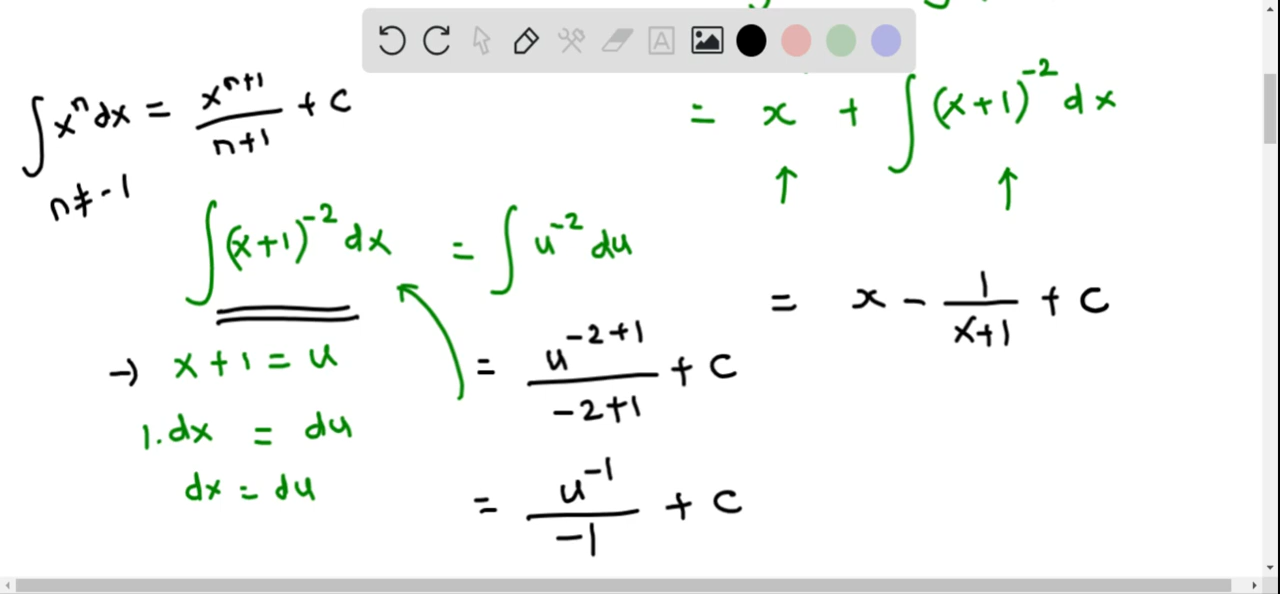 ∫ xⁿ dx = xⁿ⁺¹/n+1 + c
n ≠ -1
∫ (x+1)⁻² dx = ∫ u⁻² du
→ x + 1 = u
1.dx = du
dx = du
= u⁻²⁺¹/-2+1 + c
= u⁻¹/-1 + c
= x + ∫ (x+1)⁻² dx
↑ ↑
= x - 1/x+1 + c
A